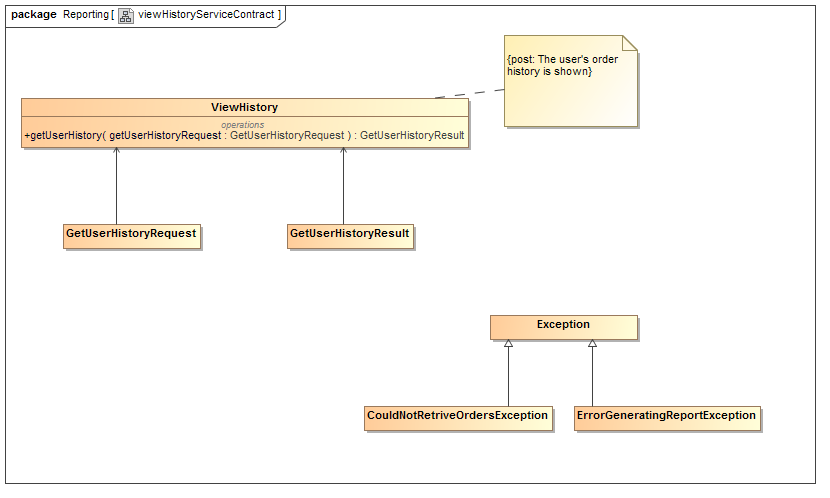 package Reporting [ viewHistoryServiceContract ]
{post: The user's order
history is shown}
ViewHistory
operations
+getUserHistory( getUserHistoryRequest : GetUserHistoryRequest ) : GetUserHistoryResult
GetUserHistoryRequest
GetUserHistoryResult
Exception
CouldNotRetriveOrdersException
ErrorGeneratingReportException